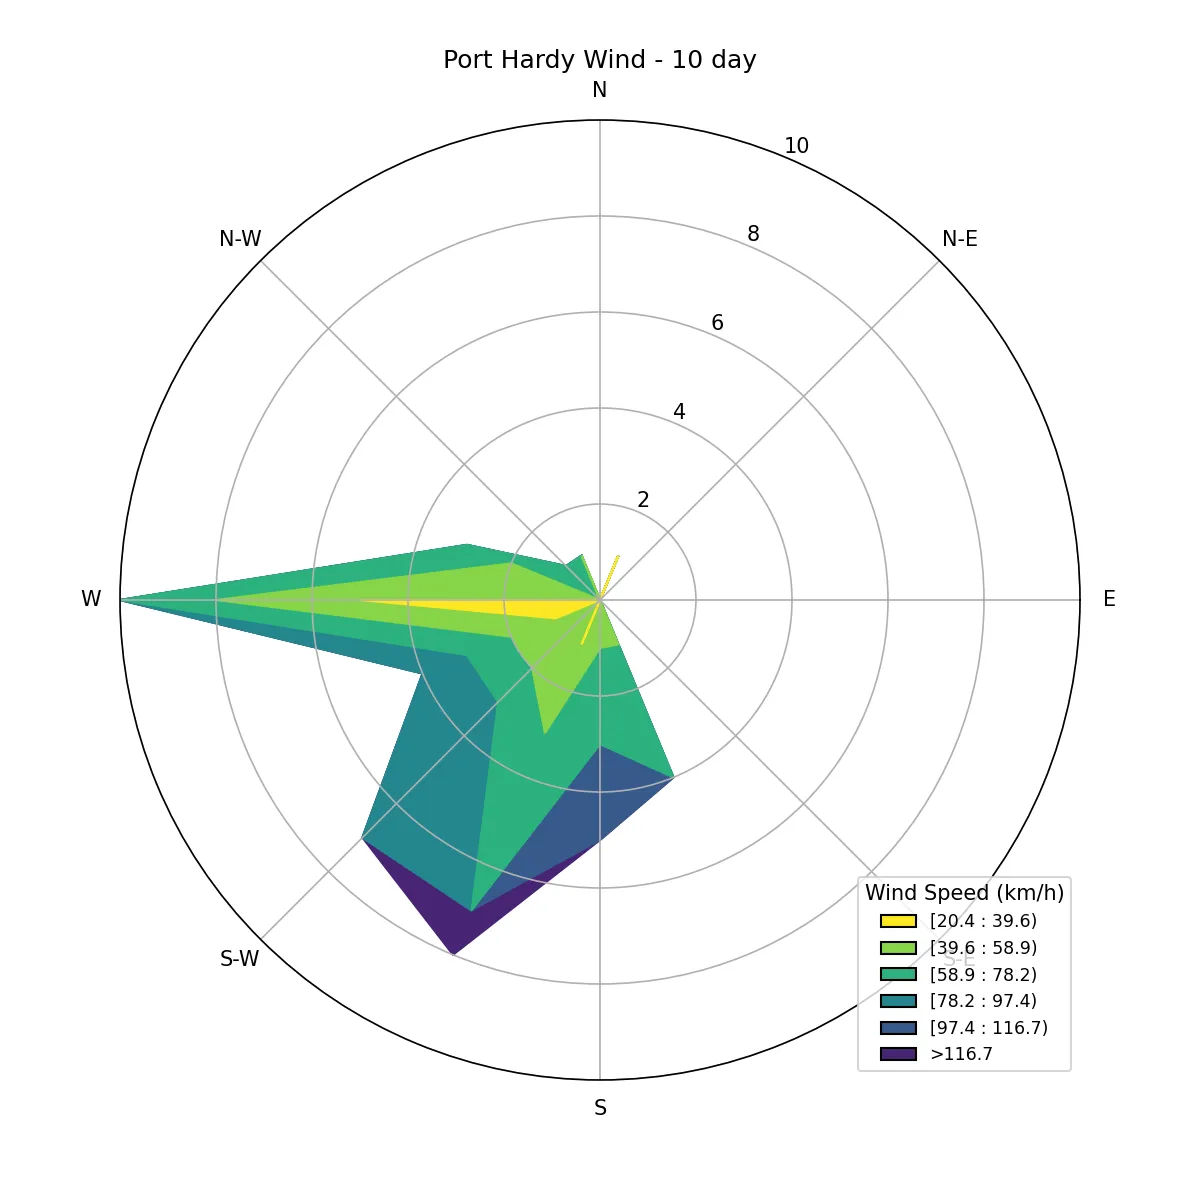 Port Hardy Wind - 10 day
N
10
N-W
8
N-E
6
4
2
W
E
Wind Speed (km/h)
[20.4 : 39.6)
[39.6 : 58.9)
S-W
S-E
[58.9 : 78.2)
[78.2 : 97.4)
[97.4 : 116.7)
>116.7
S